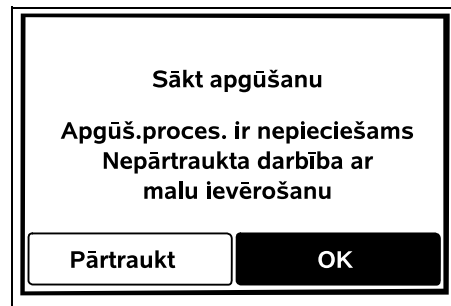 Sākt apgūšanu
Apgūš.proces. ir nepieciešams
Nepārtraukta darbība ar
malu ievērošanu
Pārtraukt
OK